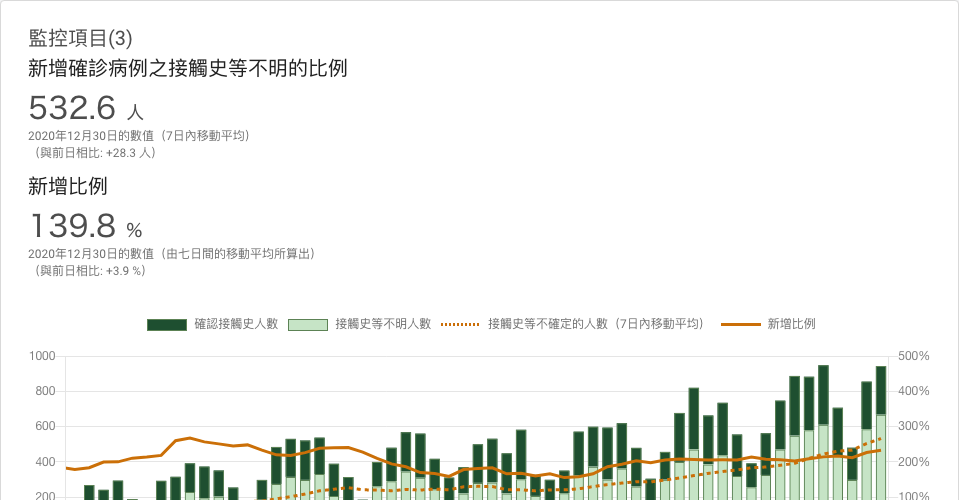 監控項目(3)
新增確診病例之接觸史等不明的比例
532.6 人
2020年12月30日的數值（7日內移動平均）
（與前日相比: +28.3 人）
新增比例
139.8 %
2020年12月30日的數值（由七日間的移動平均所算出）
（與前日相比: +3.9 %）
確認接觸史人數 接觸史等不明人數 接觸史等不確定的人數（7日內移動平均） 新增比例
1000 500%
800 400%
600 300%
400 200%
200 100%